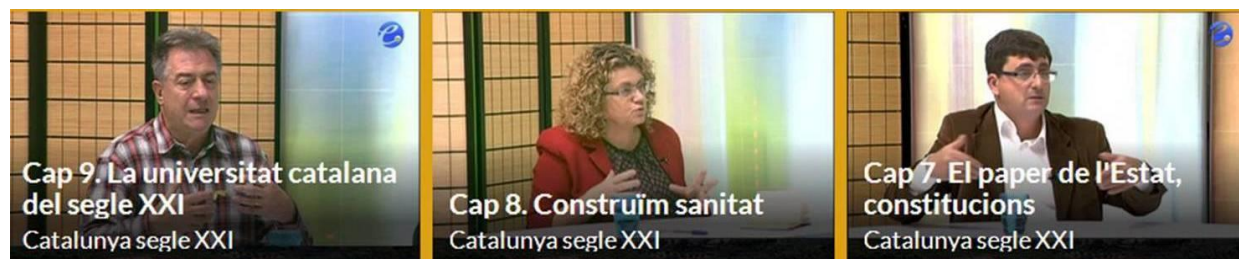 Cap 9. La universitat catalana
del segle XXI
Catalunya segle XXI
Cap 8. Construïm sanitat
Catalunya segle XXI
Cap 7. El paper de l'Estat,
constitucions
Catalunya segle XXI